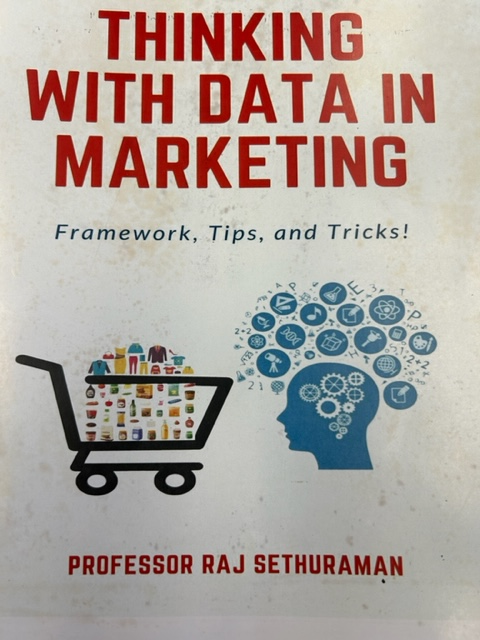 THINKING
WITH DATA IN
MARKETING
Framework, Tips, and Tricks!
PROFESSOR RAJ SETHURAMAN